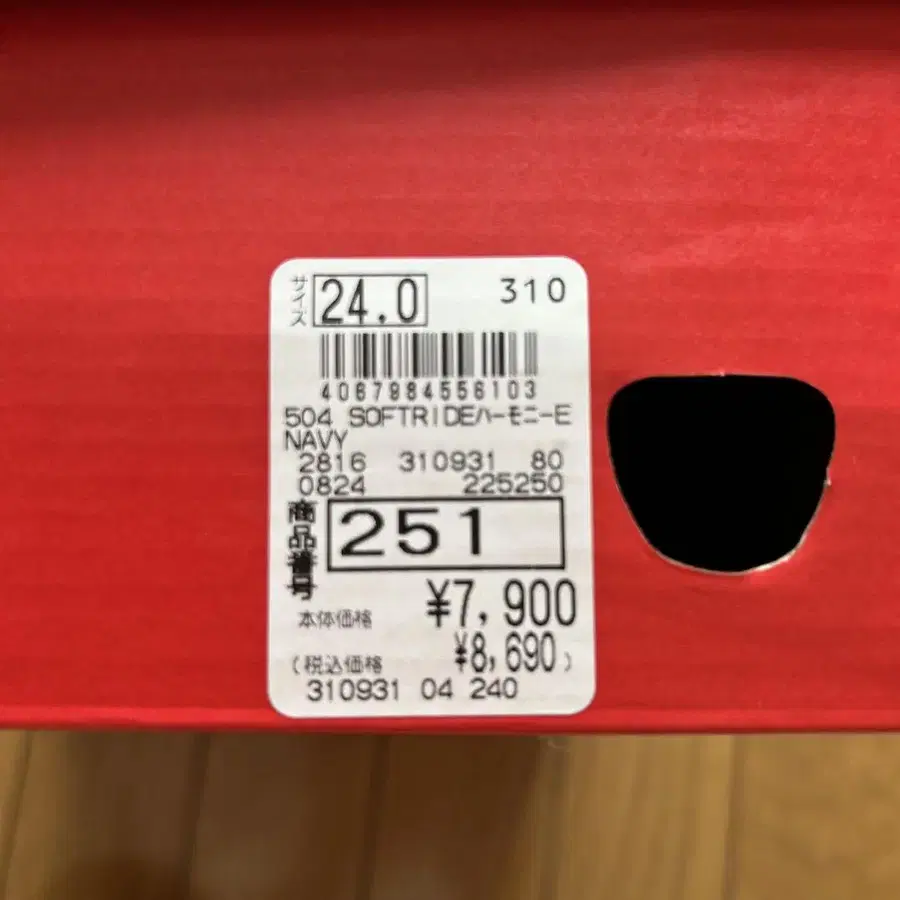 サイズ 24.0 310
4067984556103
504 SOFTRIDEハーモニーE
NAVY
2816 310931 80
0824 225250
商品番号 251
本体価格 ¥7,900
(税込価格 ¥8,690)
310931 04 240